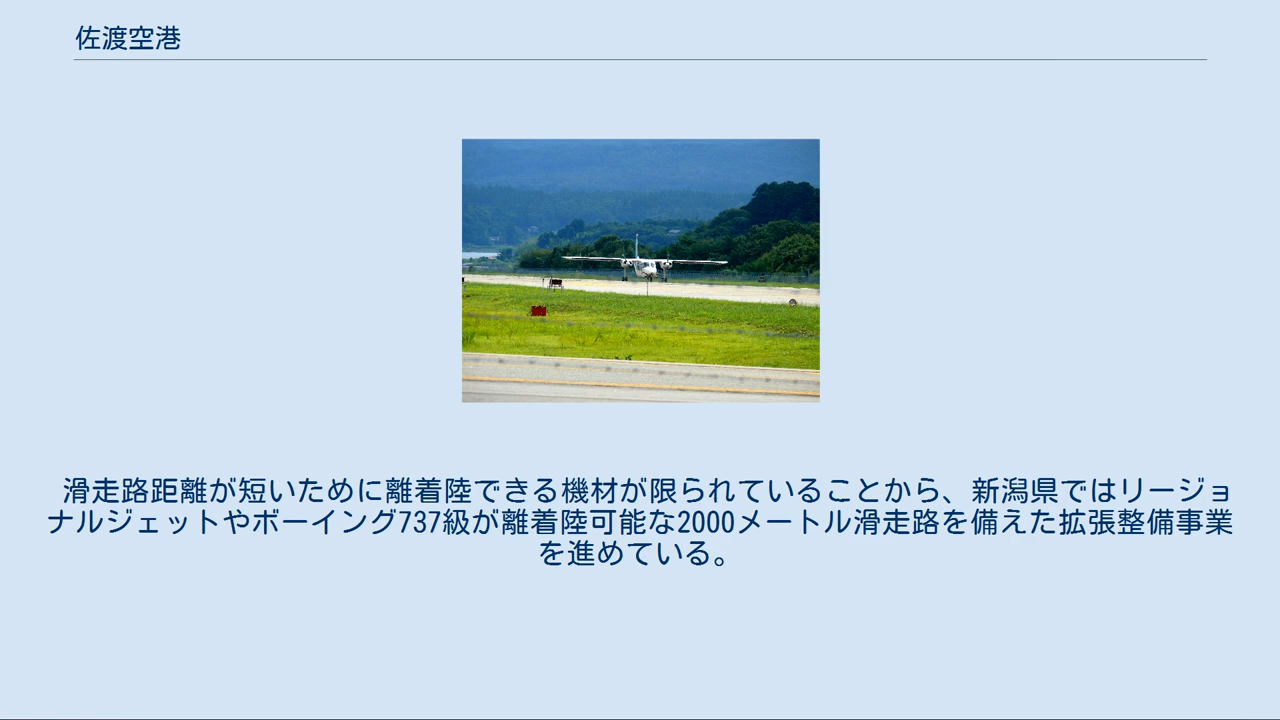 佐渡空港
滑走路距離が短いために離着陸できる機材が限られていることから、新潟県ではリージョ
ナルジェットやボーイング737級が離着陸可能な2000メートル滑走路を備えた拡張整備事業
を進めている。